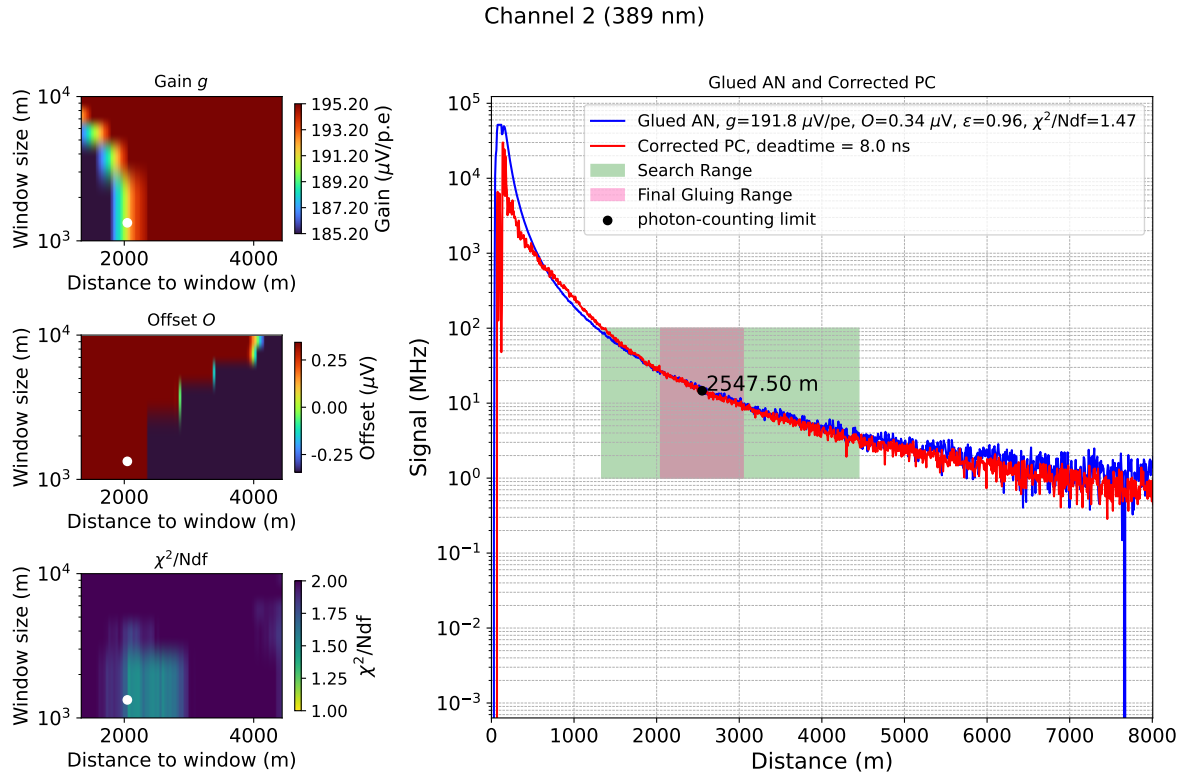 Channel 2 (389 nm)
Gain g
Window size (m)
10^4
10^3
2000
4000
Distance to window (m)
195.20
193.20
191.20
189.20
187.20
185.20
Gain (μV/p.e)
Offset O
Window size (m)
10^4
10^3
2000
4000
Distance to window (m)
0.25
0.00
-0.25
Offset (μV)
χ²/Ndf
Window size (m)
10^4
10^3
2000
4000
Distance to window (m)
2.00
1.75
1.50
1.25
1.00
χ²/Ndf
Glued AN and Corrected PC
Glued AN, g=191.8 μV/pe, O=0.34 μV, ε=0.96, χ²/Ndf=1.47
Corrected PC, deadtime = 8.0 ns
Search Range
Final Gluing Range
photon-counting limit
2547.50 m
Signal (MHz)
10^5
10^4
10^3
10^2
10^1
10^0
10^−1
10^−2
10^−3
0
1000
2000
3000
4000
5000
6000
7000
8000
Distance (m)